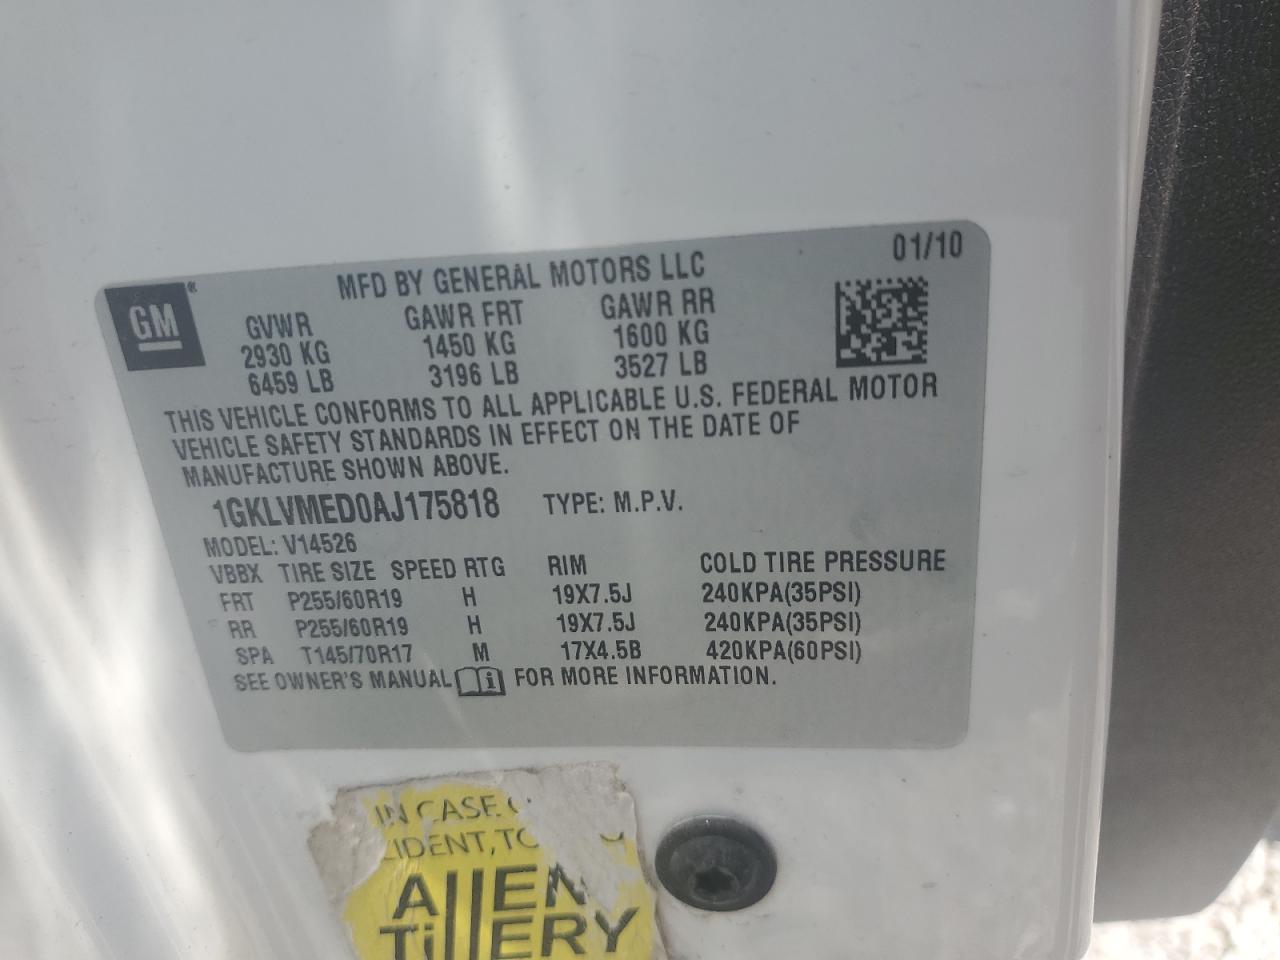 01/10
MFD BY GENERAL MOTORS LLC
GM®
GVWR GAWR FRT GAWR RR
2930 KG 1450 KG 1600 KG
6459 LB 3196 LB 3527 LB
THIS VEHICLE CONFORMS TO ALL APPLICABLE U.S. FEDERAL MOTOR
VEHICLE SAFETY STANDARDS IN EFFECT ON THE DATE OF
MANUFACTURE SHOWN ABOVE.
1GKLVMED0AJ175818 TYPE: M.P.V.
MODEL: V14526
VBBX TIRE SIZE SPEED RTG RIM COLD TIRE PRESSURE
FRT P255/60R19 H 19X7.5J 240KPA(35PSI)
RR P255/60R19 H 19X7.5J 240KPA(35PSI)
SPA T145/70R17 M 17X4.5B 420KPA(60PSI)
SEE OWNER'S MANUAL FOR MORE INFORMATION.
IN CASE
IDENT, TO
AllEN
TillERY